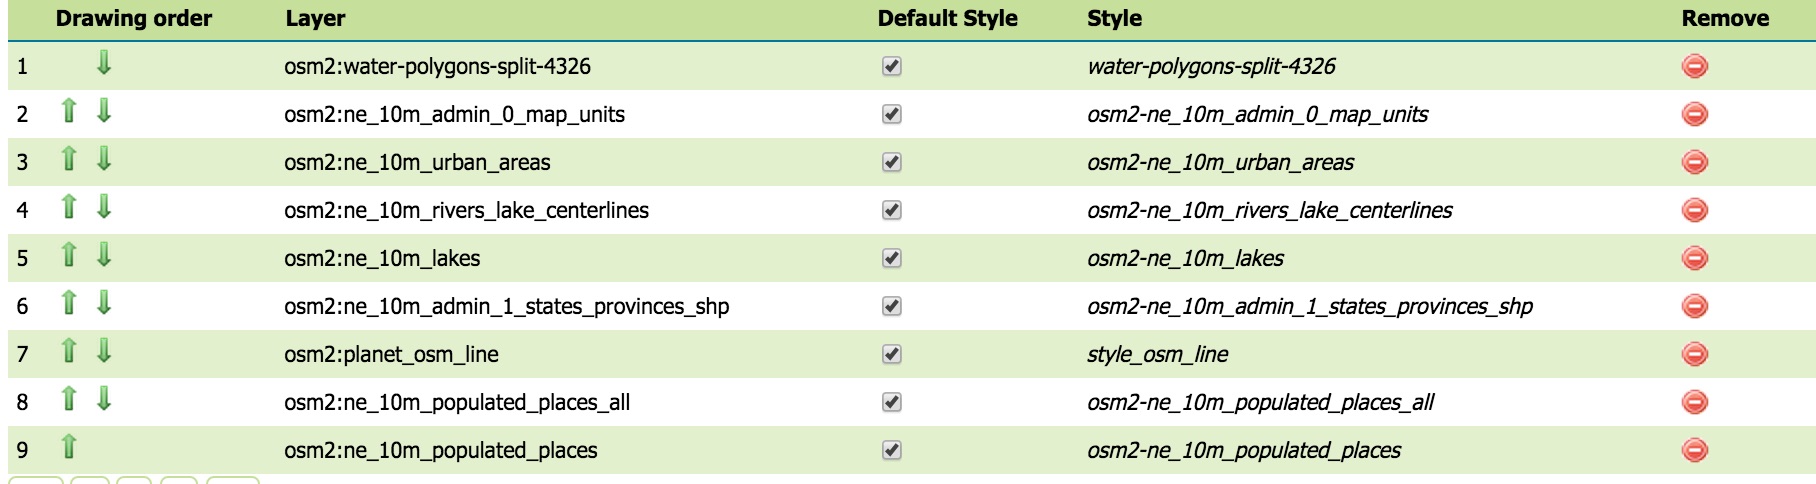 Drawing order Layer Default Style Style Remove
1 osm2:water-polygons-split-4326 water-polygons-split-4326
2 osm2:ne_10m_admin_0_map_units osm2-ne_10m_admin_0_map_units
3 osm2:ne_10m_urban_areas osm2-ne_10m_urban_areas
4 osm2:ne_10m_rivers_lake_centerlines osm2-ne_10m_rivers_lake_centerlines
5 osm2:ne_10m_lakes osm2-ne_10m_lakes
6 osm2:ne_10m_admin_1_states_provinces_shp osm2-ne_10m_admin_1_states_provinces_shp
7 osm2:planet_osm_line style_osm_line
8 osm2:ne_10m_populated_places_all osm2-ne_10m_populated_places_all
9 osm2:ne_10m_populated_places osm2-ne_10m_populated_places